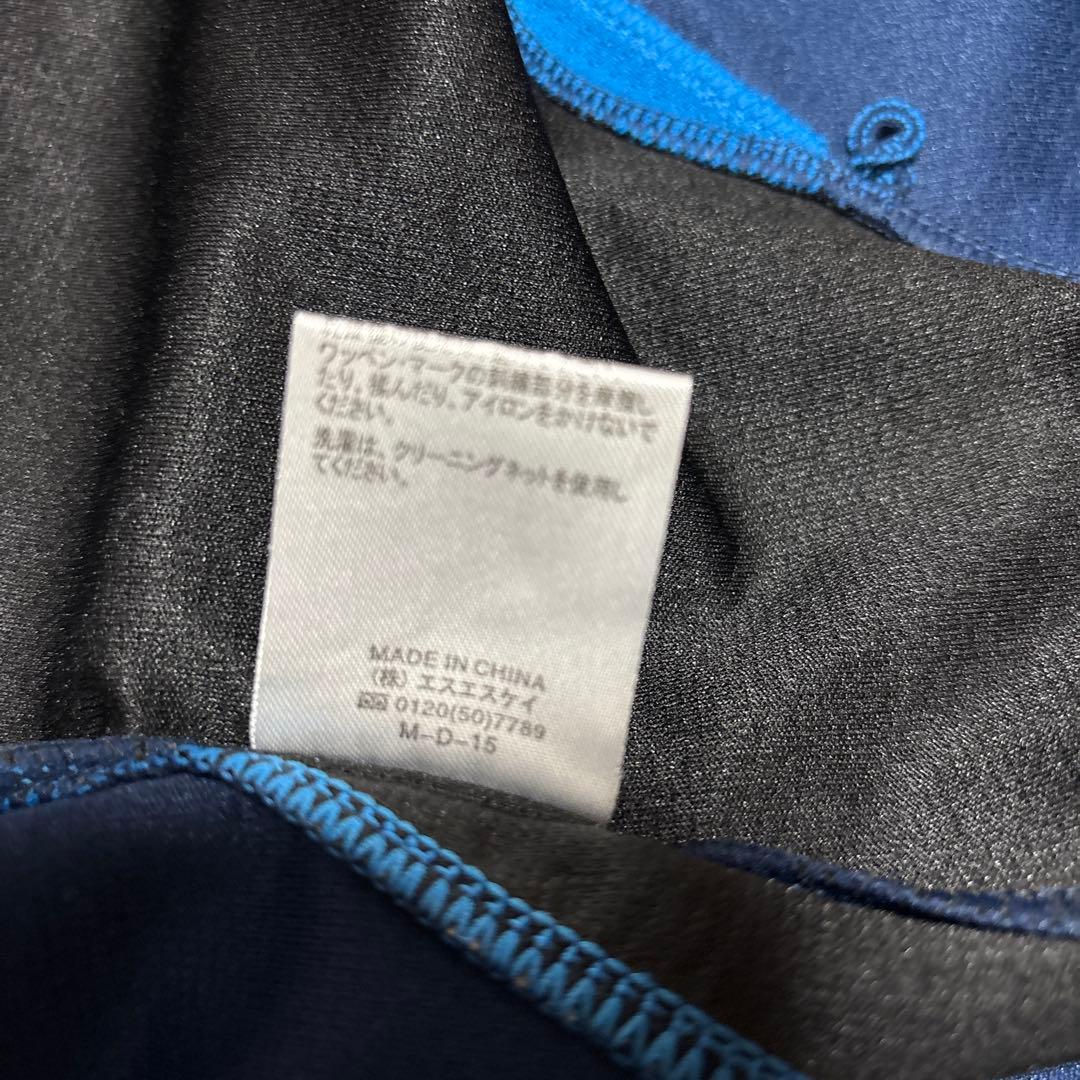 ワッペン、マークの刺繍部分を摩擦し
たり、揉んだり、アイロンをかけないで
ください。
洗濯は、クリーニングネットを使用し
てください。
MADE IN CHINA
(株) エスエスケイ
0120(50)7789
M-D-15